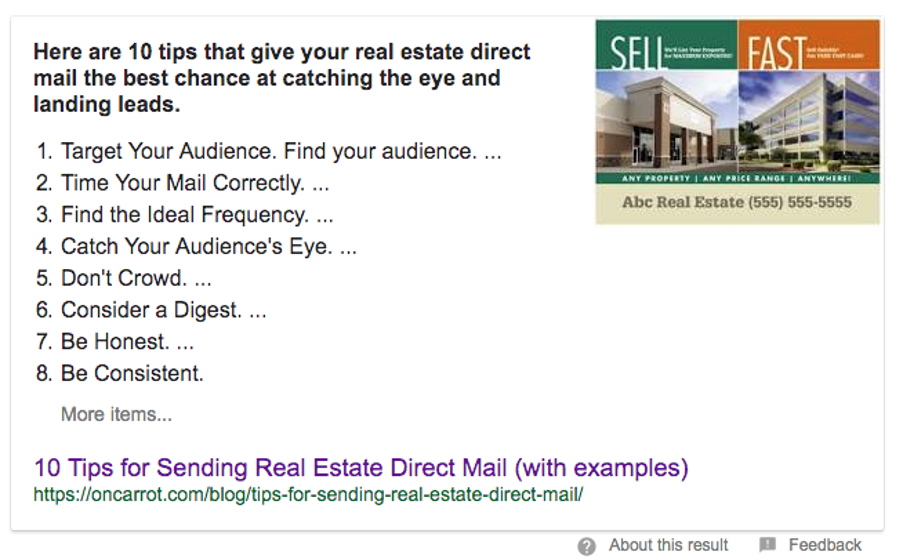 Here are 10 tips that give your real estate direct
mail the best chance at catching the eye and
landing leads.
1. Target Your Audience. Find your audience. ...
2. Time Your Mail Correctly. ...
3. Find the Ideal Frequency. ...
4. Catch Your Audience's Eye. ...
5. Don't Crowd. ...
6. Consider a Digest. ...
7. Be Honest. ...
8. Be Consistent.
More items...
SELL
We'll List Your Property
for MAXIMUM EXPOSURE!
FAST
Sell Quickly!
ANY PROPERTY | ANY PRICE RANGE | ANYWHERE!
Abc Real Estate (555) 555-5555
10 Tips for Sending Real Estate Direct Mail (with examples)
https://oncarrot.com/blog/tips-for-sending-real-estate-direct-mail/
About this result
Feedback